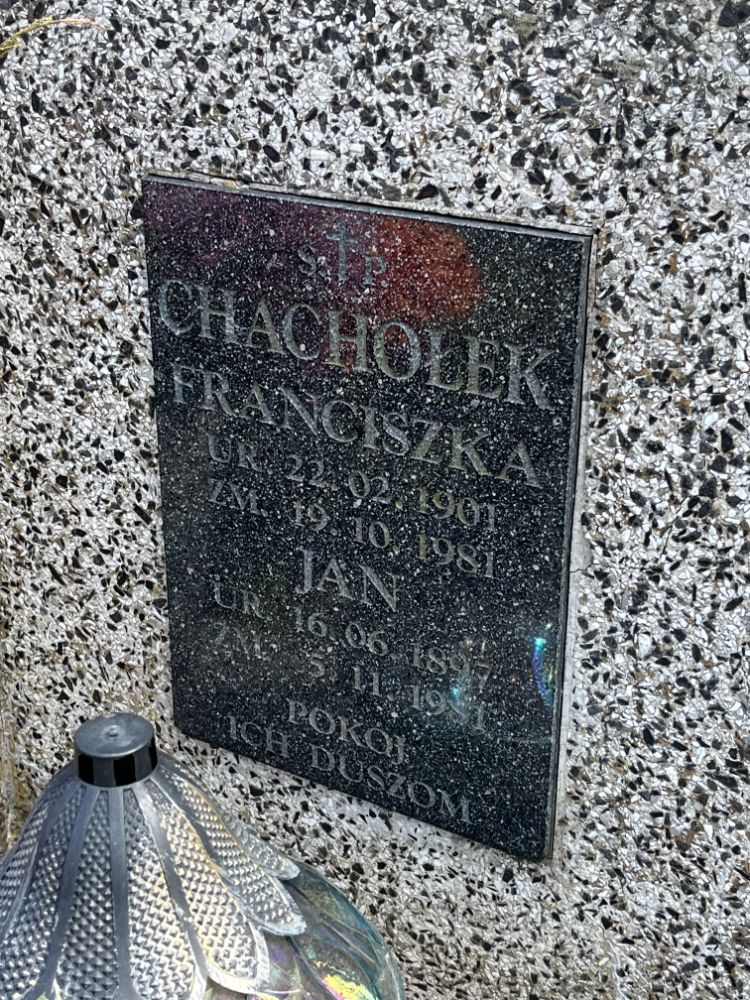 Ś. P.
CHACHOŁEK
FRANCISZKA
UR. 22. 02. 1901
ZM. 19. 10. 1981
JAN
UR. 16. 06. 1897
ZM. 5. 11. 1981
POKÓJ
ICH DUSZOM